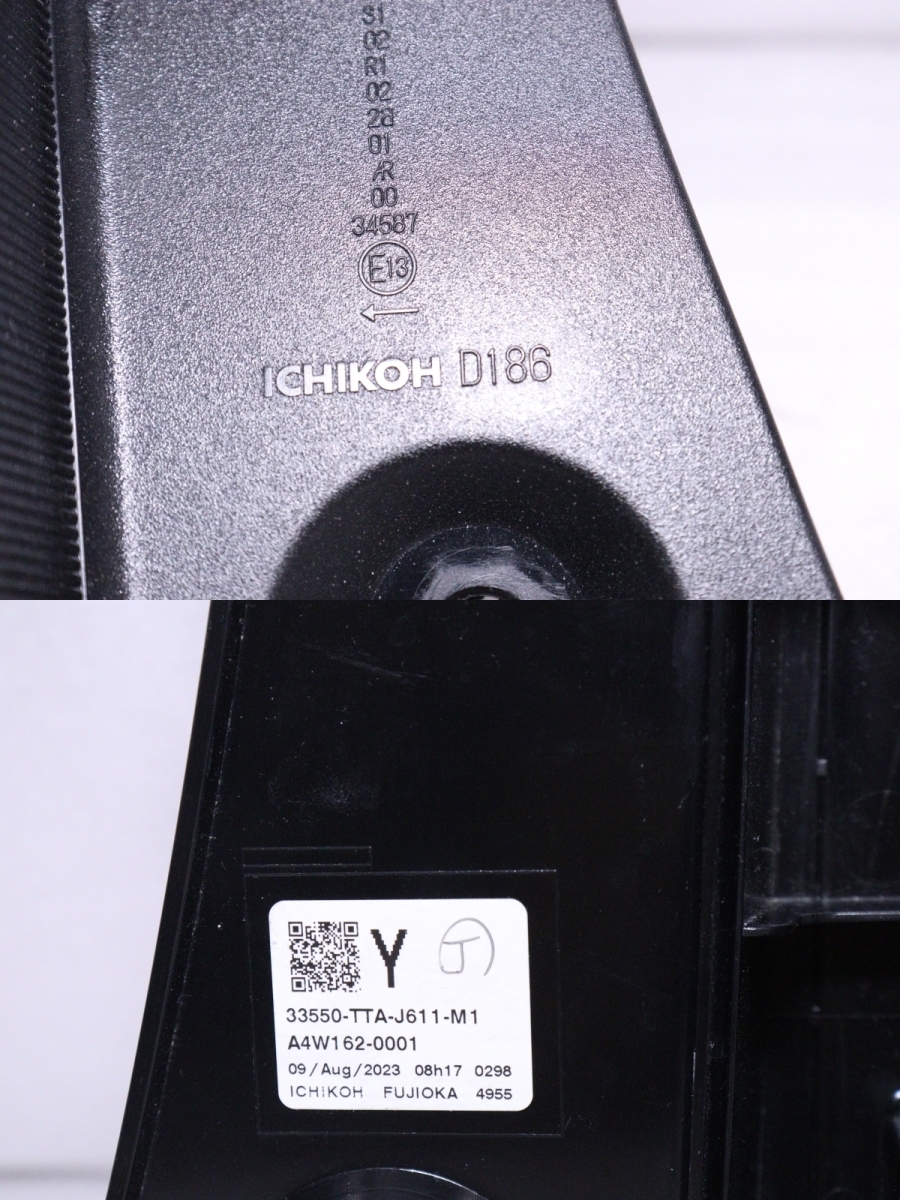 S1
02
R1
02
2a
01
AR
00
34587
E13
←
ICHIKOH D186
Y J
33550-TTA-J611-M1
A4W162-0001
09/Aug/2023 08h17 0298
ICHIKOH FUJIOKA 4955